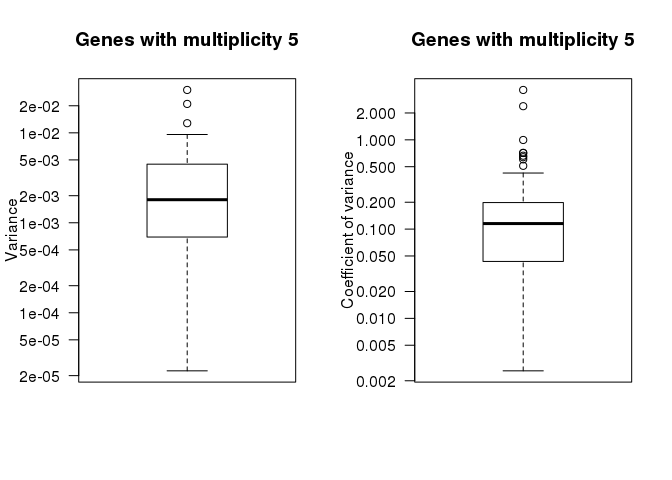 Genes with multiplicity 5
Variance
2e-02
1e-02
5e-03
2e-03
1e-03
5e-04
2e-04
1e-04
5e-05
2e-05
Genes with multiplicity 5
Coefficient of variance
2.000
1.000
0.500
0.200
0.100
0.050
0.020
0.010
0.005
0.002